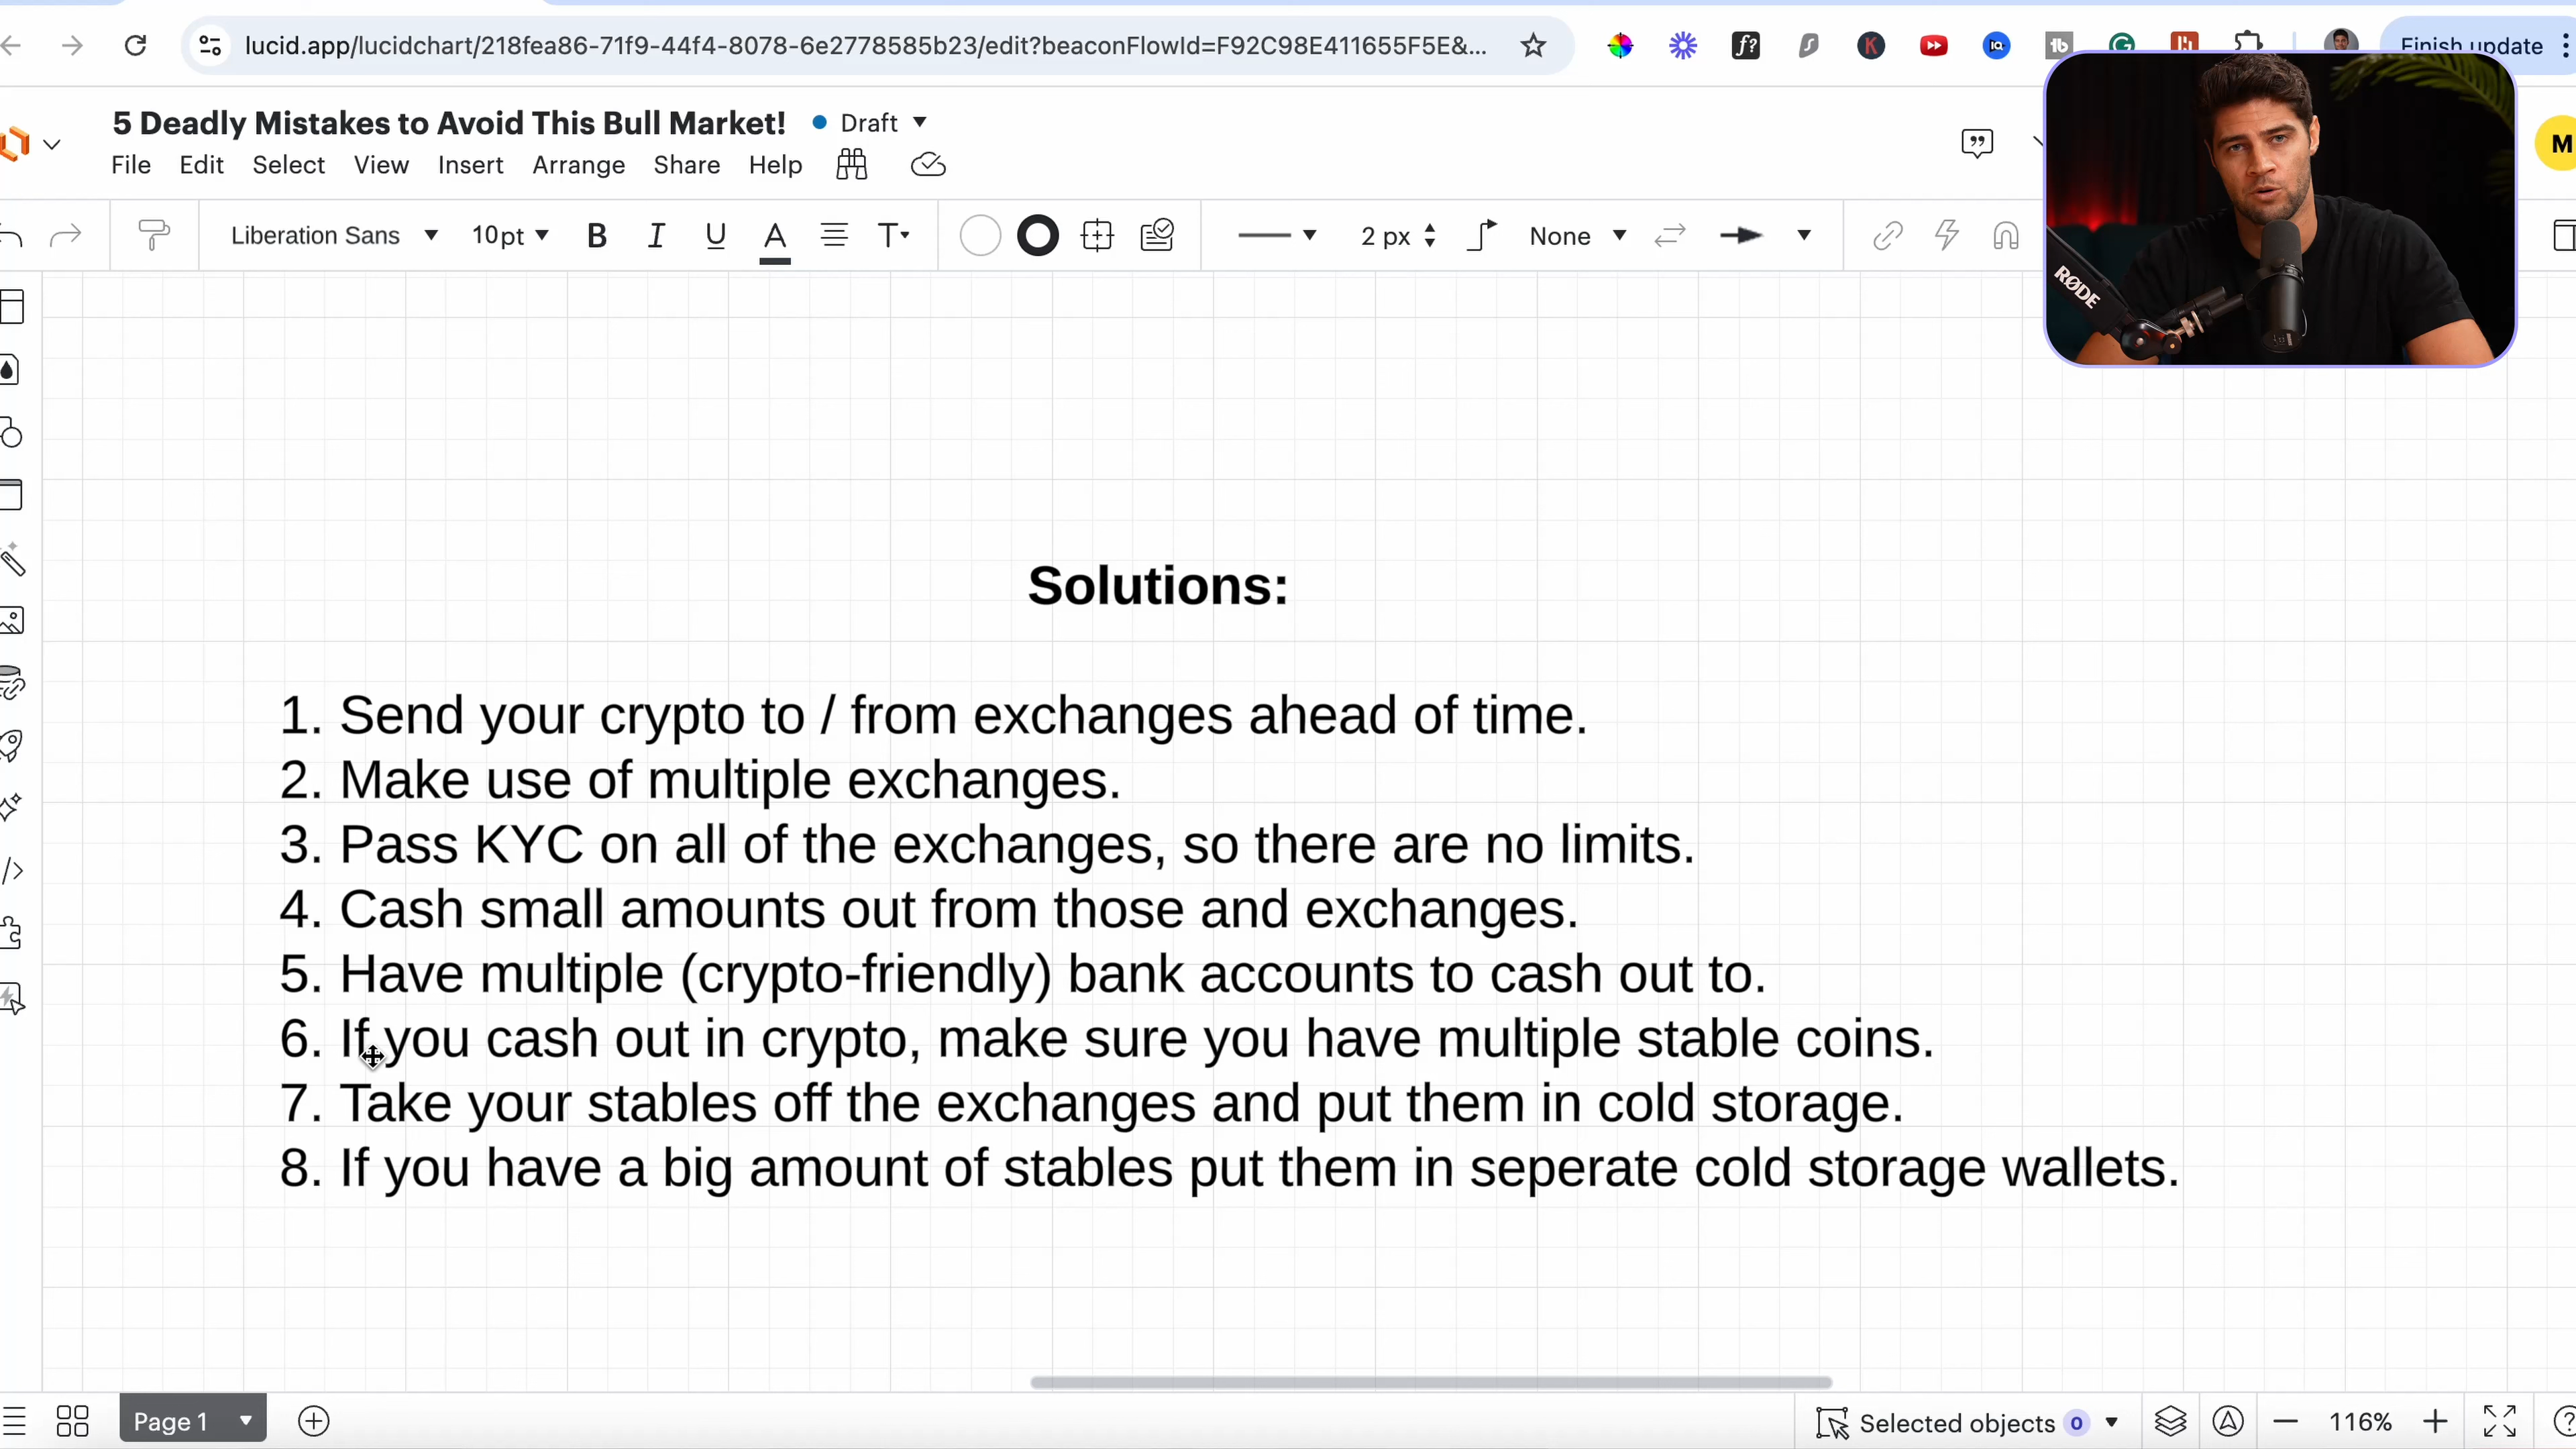 lucid.app/lucidchart/218fea86-71f9-44f4-8078-6e2778585b23/edit?beaconFlowId=F92C98E411655F5E&...
Finish update
5 Deadly Mistakes to Avoid This Bull Market!
Draft
M
File Edit Select View Insert Arrange Share Help
Liberation Sans 10pt B I U A T 2 px None
RØDE
Solutions:
1. Send your crypto to / from exchanges ahead of time.
2. Make use of multiple exchanges.
3. Pass KYC on all of the exchanges, so there are no limits.
4. Cash small amounts out from those and exchanges.
5. Have multiple (crypto-friendly) bank accounts to cash out to.
6. If you cash out in crypto, make sure you have multiple stable coins.
7. Take your stables off the exchanges and put them in cold storage.
8. If you have a big amount of stables put them in seperate cold storage wallets.
Page 1
Selected objects 0
116%